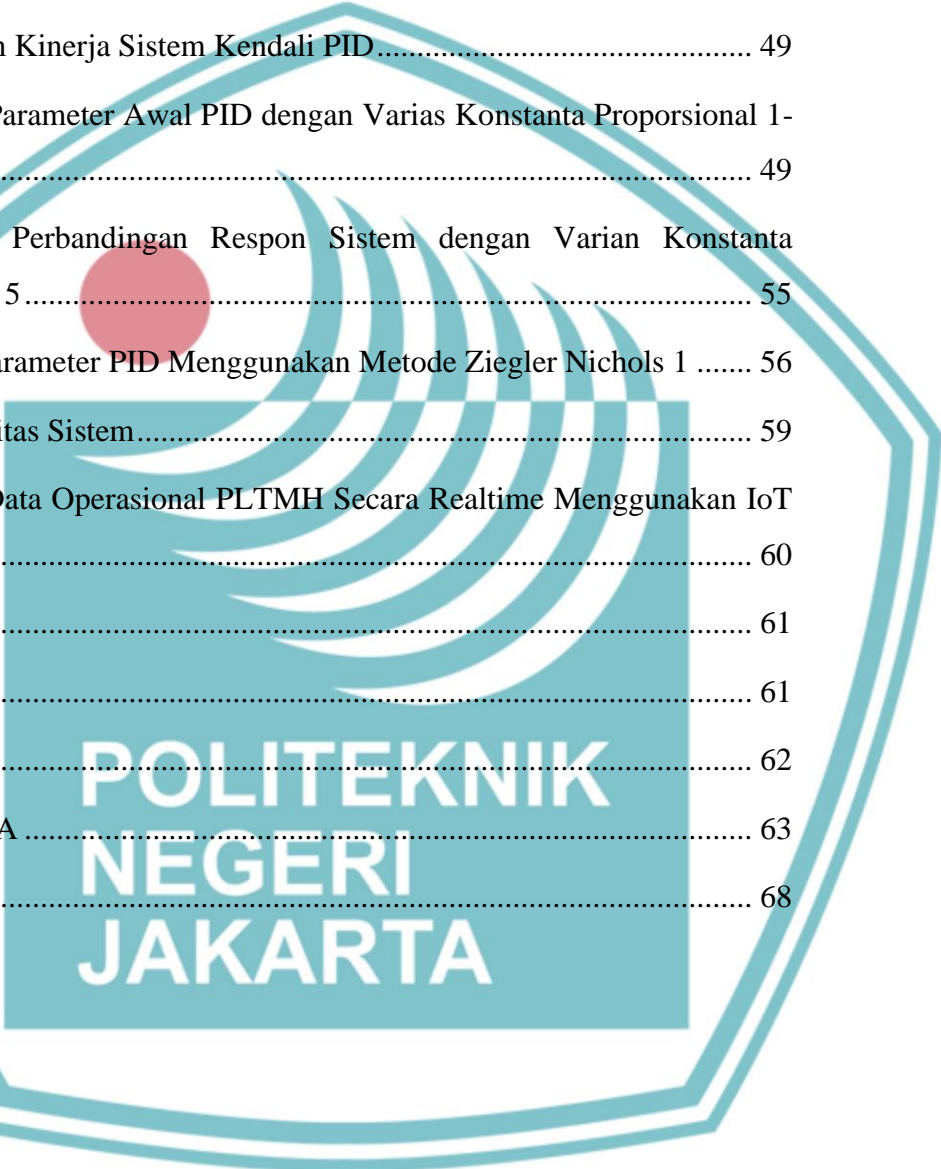 n Kinerja Sistem Kendali PID............................................... 49
Parameter Awal PID dengan Varias Konstanta Proporsional 1-
.......................................................................................... 49
Perbandingan Respon Sistem dengan Varian Konstanta
5.......................................................................................... 55
arameter PID Menggunakan Metode Ziegler Nichols 1 ....... 56
itas Sistem............................................................................. 59
Data Operasional PLTMH Secara Realtime Menggunakan IoT
.......................................................................................... 60
.......................................................................................... 61
.......................................................................................... 61
.......................................................................................... 62
A .......................................................................................... 63
.......................................................................................... 68
POLITEKNIK
NEGERI
JAKARTA